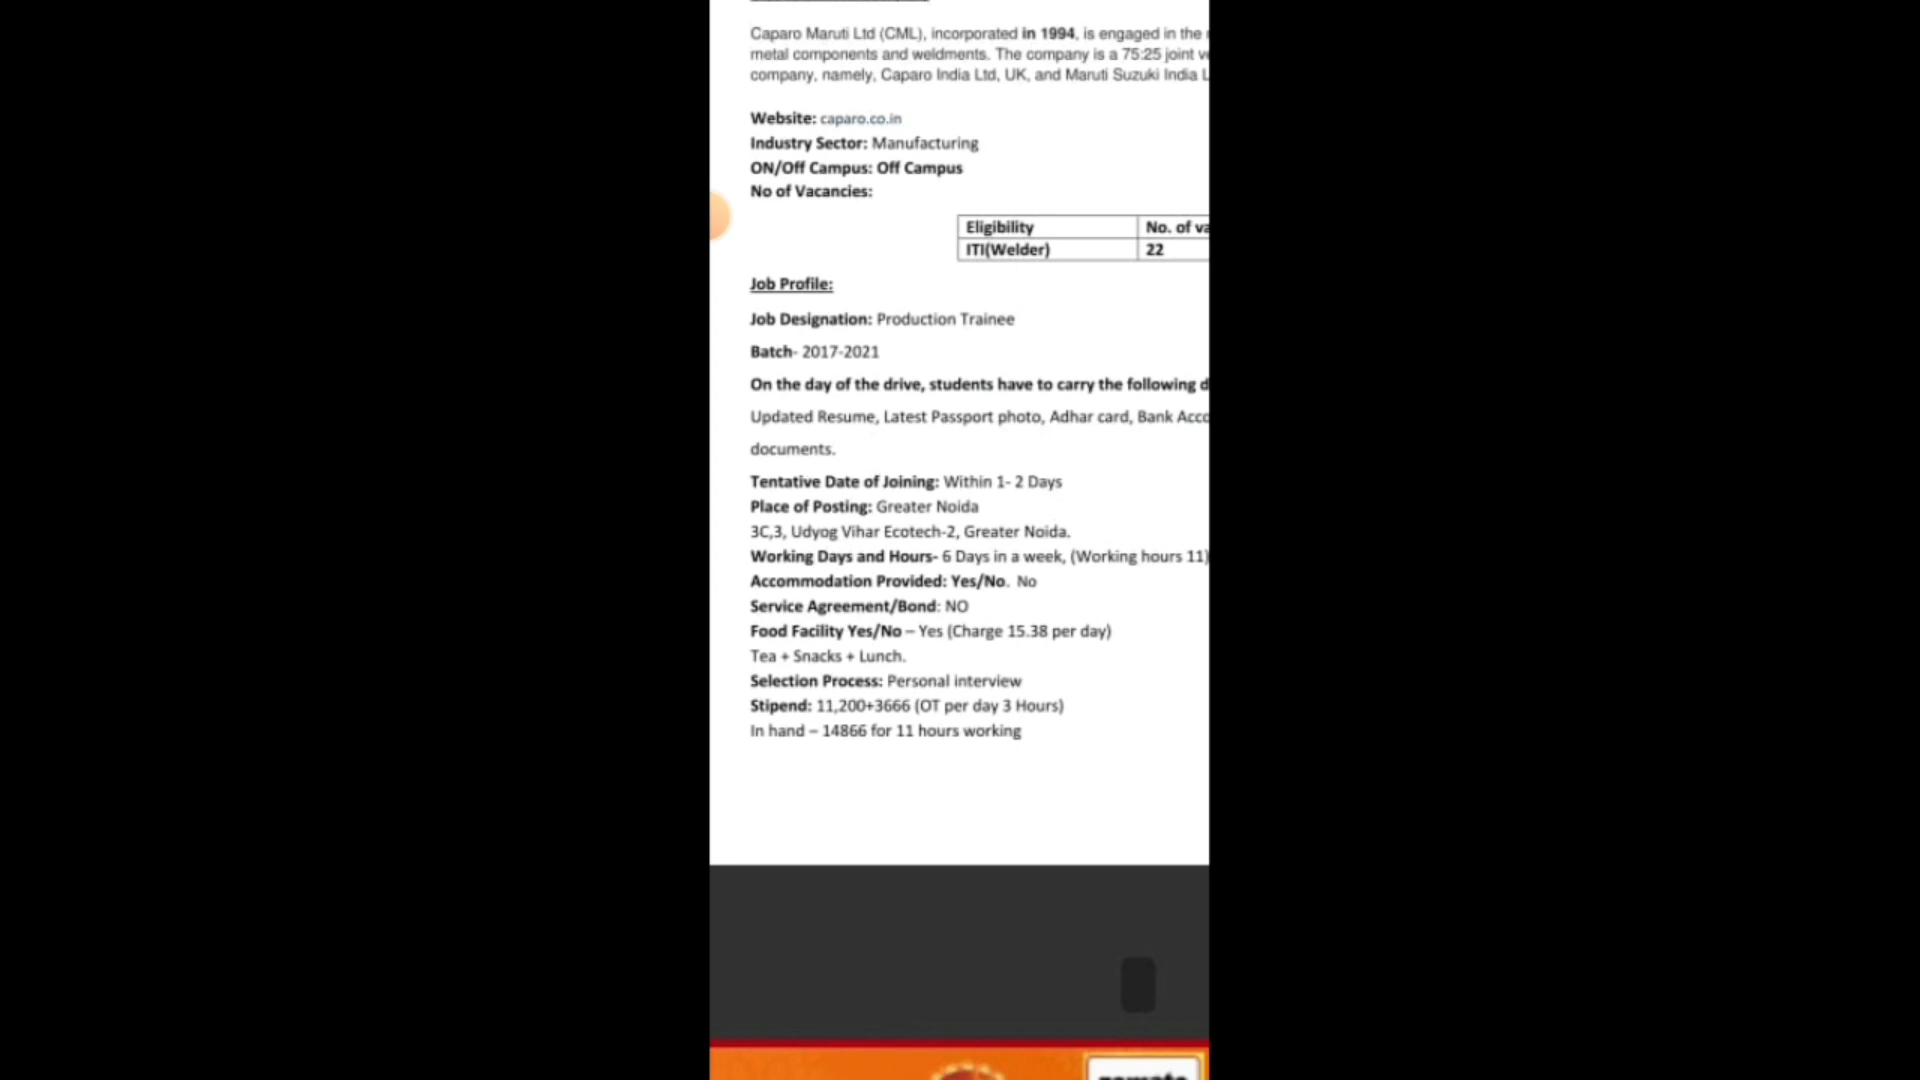 Caparo Maruti Ltd (CML), incorporated in 1994, is engaged in the
metal components and weldments. The company is a 75:25 joint
company, namely, Caparo India Ltd, UK, and Maruti Suzuki India
Website: caparo.co.in
Industry Sector: Manufacturing
ON/Off Campus: Off Campus
No of Vacancies:
Eligibility No. of va
ITI(Welder) 22
Job Profile:
Job Designation: Production Trainee
Batch- 2017-2021
On the day of the drive, students have to carry the following
Updated Resume, Latest Passport photo, Adhar card, Bank Acco
documents.
Tentative Date of Joining: Within 1- 2 Days
Place of Posting: Greater Noida
3C,3, Udyog Vihar Ecotech-2, Greater Noida.
Working Days and Hours- 6 Days in a week, (Working hours 11)
Accommodation Provided: Yes/No. No
Service Agreement/Bond: NO
Food Facility Yes/No – Yes (Charge 15.38 per day)
Tea + Snacks + Lunch.
Selection Process: Personal interview
Stipend: 11,200+3666 (OT per day 3 Hours)
In hand – 14866 for 11 hours working